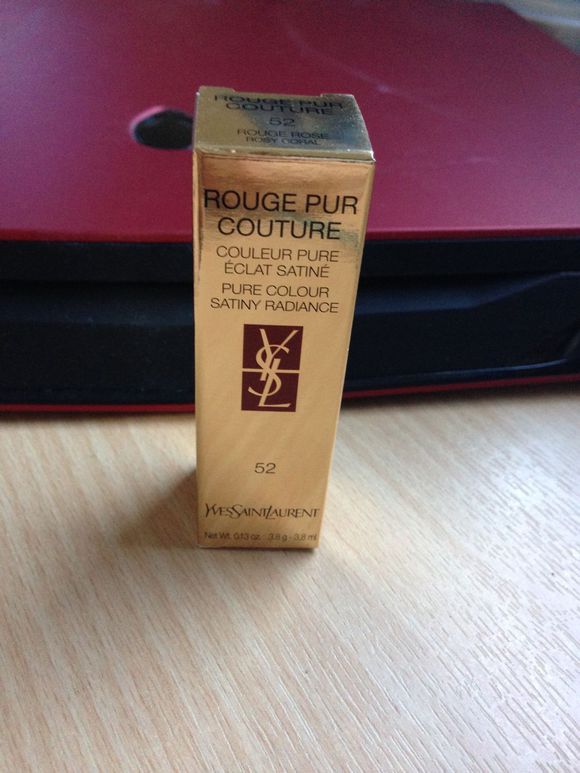 ROUGE PUR
COUTURE
52
ROUGE ROSE
ROSY CORAL
ROUGE PUR
COUTURE
COULEUR PURE
ÉCLAT SATINÉ
PURE COLOUR
SATINY RADIANCE
YSL
52
YVESSAINTLAURENT
Net Wt. 0.13 oz. 3.8 g - 3.8 ml